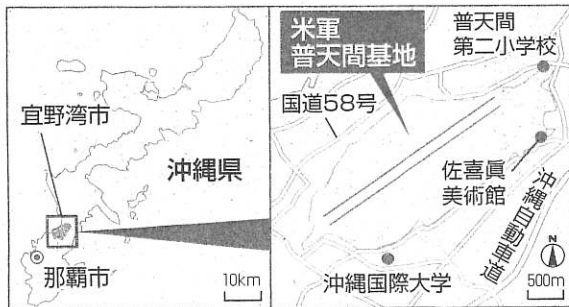 宜野湾市
沖縄県
那覇市
10km
米軍
普天間基地
普天間
第二小学校
国道58号
佐喜眞
美術館
沖縄自動車道
沖縄国際大学
N
500m